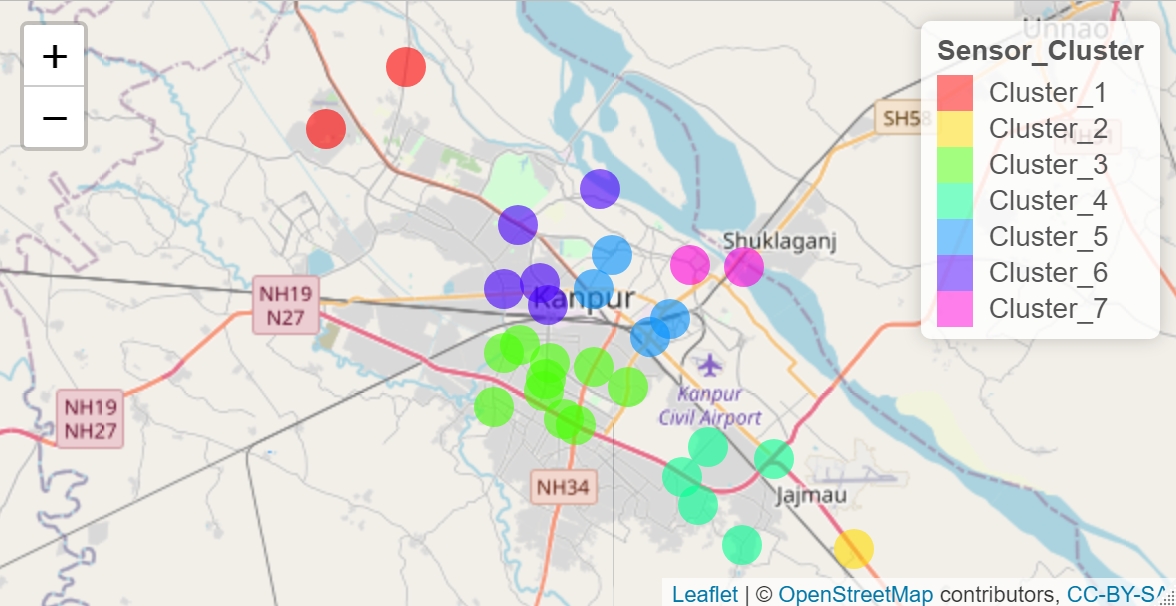 +
−
Unnao
Sensor_Cluster
Cluster_1
Cluster_2
Cluster_3
Cluster_4
Cluster_5
Cluster_6
Cluster_7
SH58
Shuklaganj
NH19
N27
Kanpur
Kanpur
Civil Airport
NH19
NH27
NH34
Jajmau
Leaflet | © OpenStreetMap contributors, CC-BY-SA